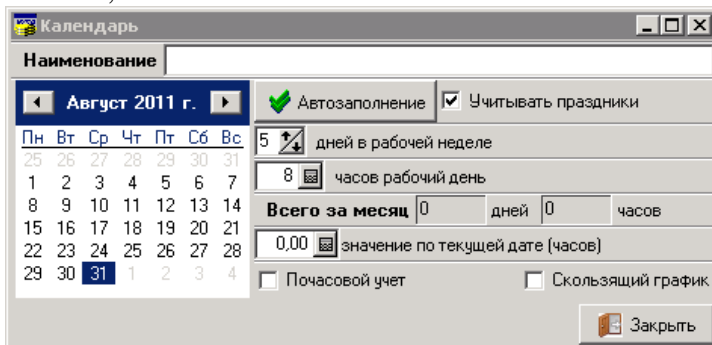 Календарь
Наименование
Август 2011 г.
Автозаполнение
Учитывать праздники
Пн Вт Ср Чт Пт Сб Вс
25 26 27 28 29 30 31
1 2 3 4 5 6 7
8 9 10 11 12 13 14
15 16 17 18 19 20 21
22 23 24 25 26 27 28
29 30 31 1 2 3 4
5 дней в рабочей неделе
8 часов рабочий день
Всего за месяц 0 дней 0 часов
0,00 значение по текущей дате (часов)
Почасовой учет
Скользящий график
Закрыть